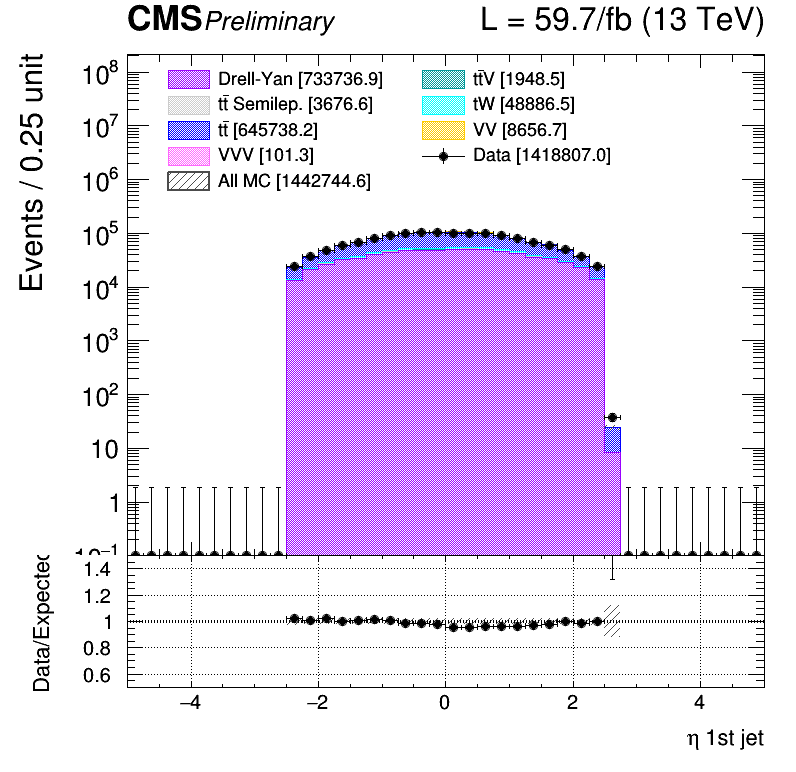 CMS Preliminary L = 59.7/fb (13 TeV)
Events / 0.25 unit
10⁸
10⁷
10⁶
10⁵
10⁴
10³
10²
10
1
10⁻¹
Drell-Yan [733736.9]
tt̄ Semilep. [3676.6]
tt̄ [645738.2]
VVV [101.3]
All MC [1442744.6]
tt̄V [1948.5]
tW [48886.5]
VV [8656.7]
Data [1418807.0]
Data/Expected
1.4
1.2
1
0.8
0.6
−4 −2 0 2 4
η 1st jet